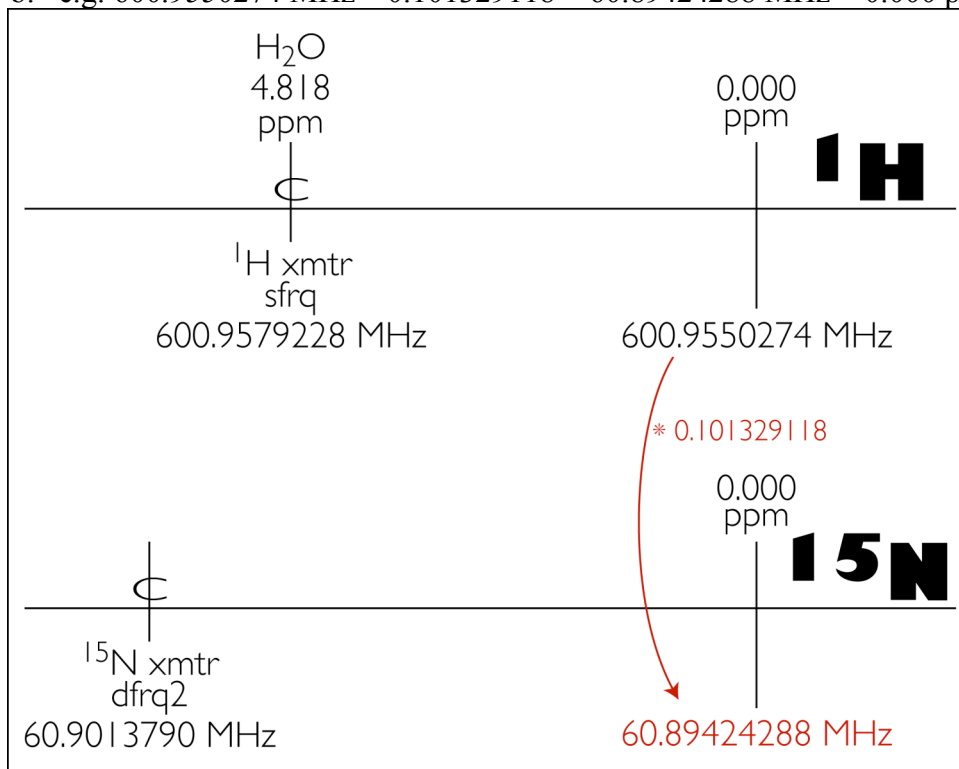 H₂O
4.818
ppm
0.000
ppm
¹H
¹H xmtr
sfrq
600.9579228 MHz
600.9550274 MHz
* 0.101329118
0.000
ppm
15N
¹⁵N xmtr
dfrq2
60.9013790 MHz
60.89424288 MHz